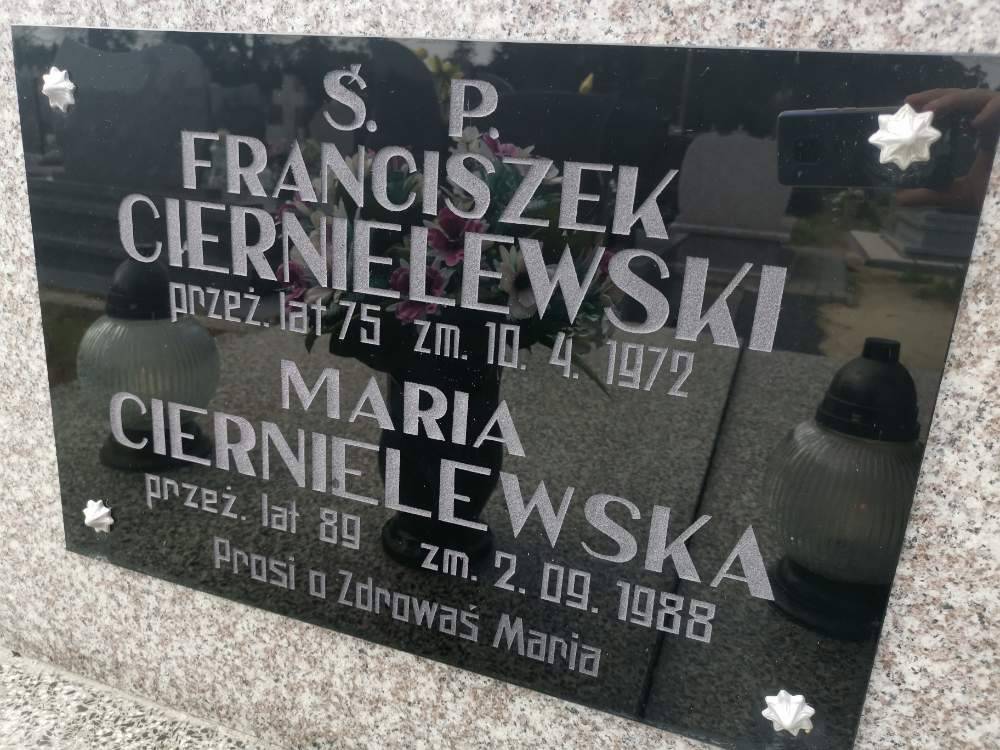 Ś. P.
FRANCISZEK
CIERNIELEWSKI
przeż. lat 75 zm. 10. 4. 1972
MARIA
CIERNIELEWSKA
przeż. lat 89 zm. 2. 09. 1988
Prosi o Zdrowaś Maria